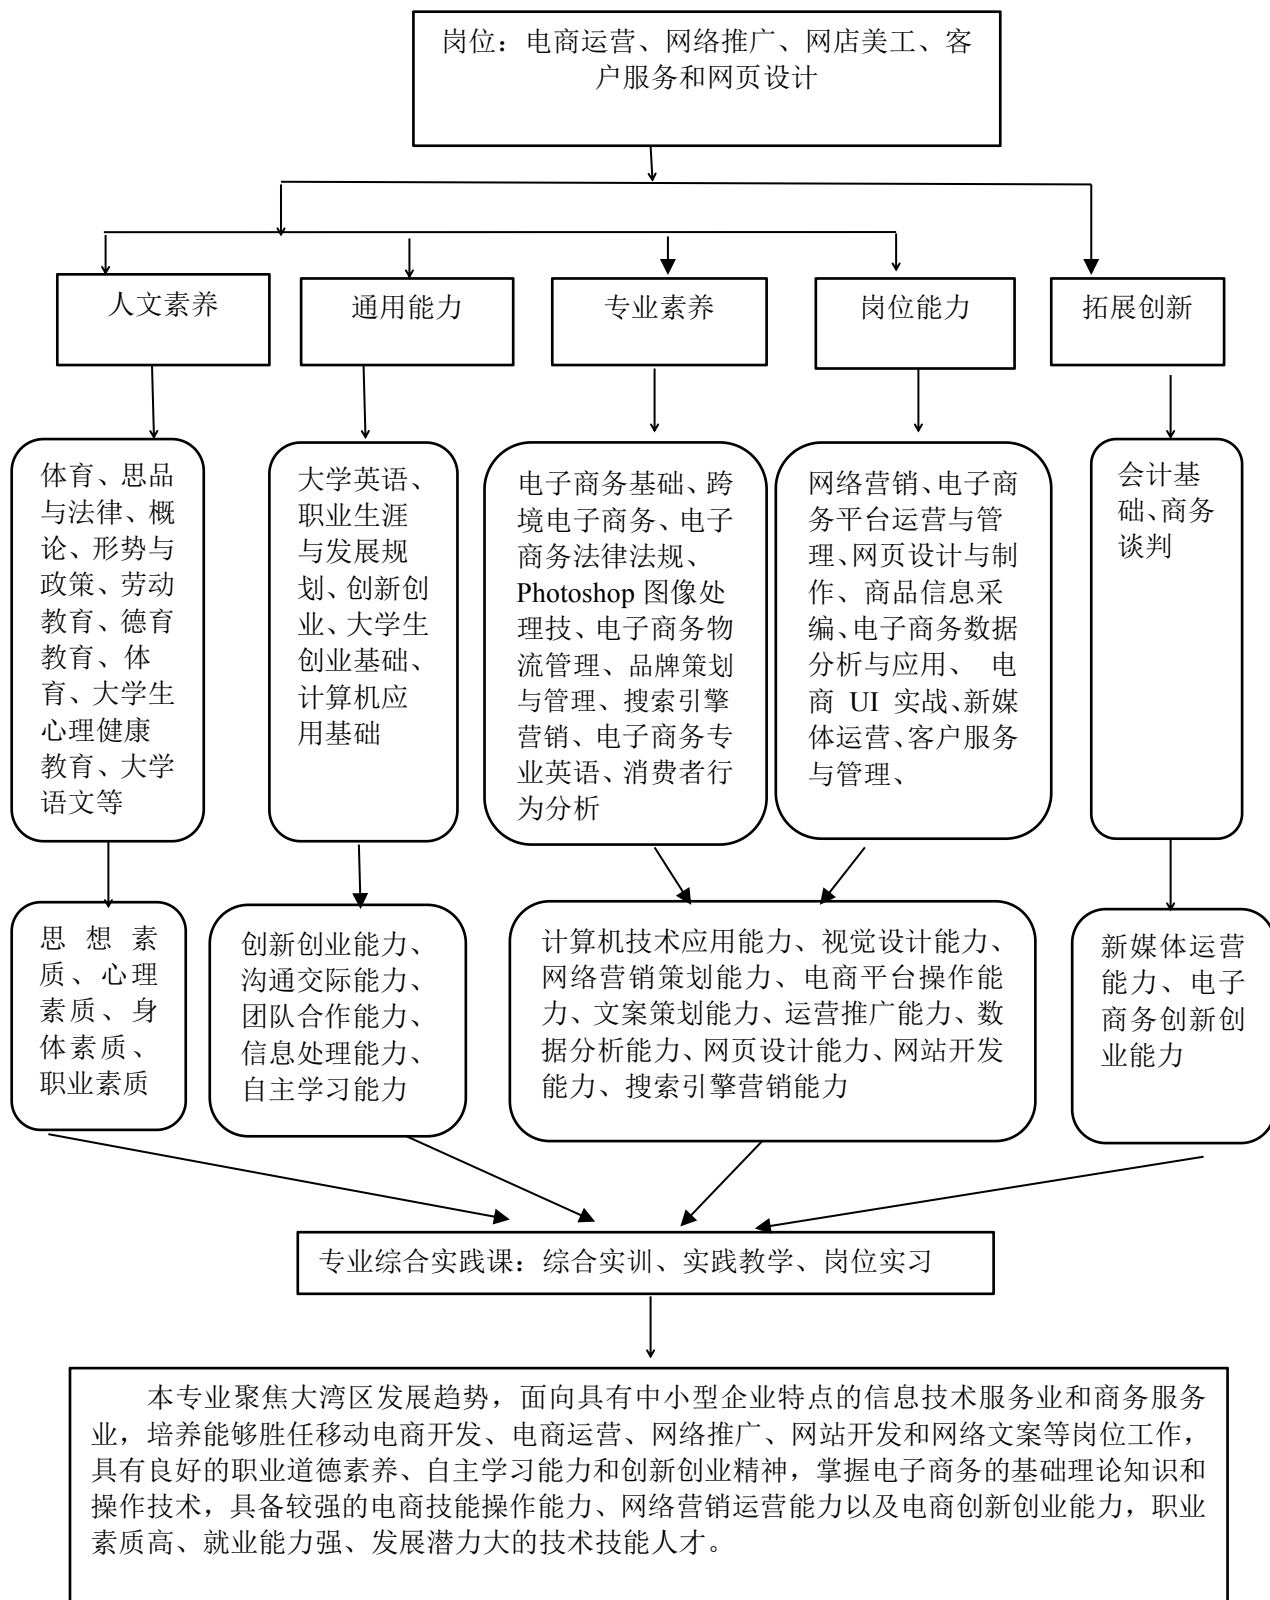 岗位：电商运营、网络推广、网店美工、客
户服务和网页设计
人文素养
通用能力
专业素养
岗位能力
拓展创新
体育、思品
与法律、概
论、形势与
政策、劳动
教育、德育
教育、体
育、大学生
心理健康
教育、大学
语文等
大学英语、
职业生涯
与发展规
划、创新创
业、大学生
创业基础、
计算机应
用基础
电子商务基础、跨
境电子商务、电子
商务法律法规、
Photoshop 图像处
理技、电子商务物
流管理、品牌策划
与管理、搜索引擎
营销、电子商务专
业英语、消费者行
为分析
网络营销、电子商
务平台运营与管
理、网页设计与制
作、商品信息采
编、电子商务数据
分析与应用、 电
商 UI 实战、新媒
体运营、客户服务
与管理、
会计基
础、商务
谈判
思想素
质、心理
素质、身
体素质、
职业素质
创新创业能力、
沟通交际能力、
团队合作能力、
信息处理能力、
自主学习能力
计算机技术应用能力、视觉设计能力、
网络营销策划能力、电商平台操作能
力、文案策划能力、运营推广能力、数
据分析能力、网页设计能力、网站开发
能力、搜索引擎营销能力
新媒体运营
能力、电子
商务创新创
业能力
专业综合实践课：综合实训、实践教学、岗位实习
本专业聚焦大湾区发展趋势，面向具有中小型企业特点的信息技术服务业和商务服务
业，培养能够胜任移动电商开发、电商运营、网络推广、网站开发和网络文案等岗位工作，
具有良好的职业道德素养、自主学习能力和创新创业精神，掌握电子商务的基础理论知识和
操作技术，具备较强的电商技能操作能力、网络营销运营能力以及电商创新创业能力，职业
素质高、就业能力强、发展潜力大的技术技能人才。